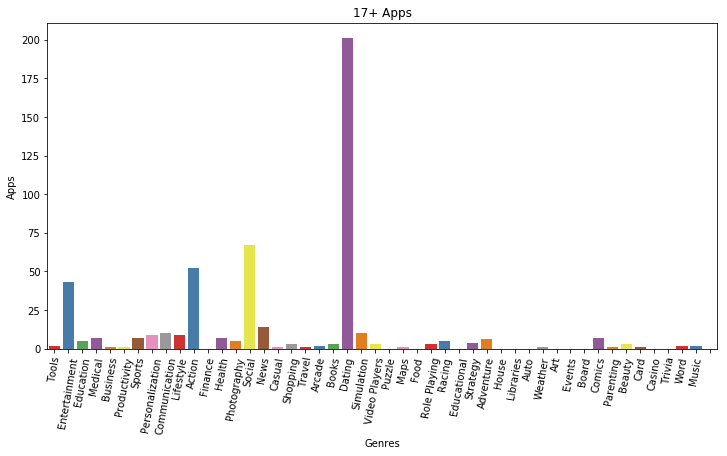 17+ Apps
Apps
200
175
150
125
100
75
50
25
0
Tools
Entertainment
Education
Medical
Business
Productivity
Sports
Personalization
Communication
Lifestyle
Action
Finance
Health
Photography
Social
News
Casual
Shopping
Travel
Arcade
Books
Dating
Simulation
Video Players
Puzzle
Maps
Food
Role Playing
Racing
Educational
Strategy
Adventure
House
Libraries
Auto
Weather
Art
Events
Board
Comics
Parenting
Beauty
Card
Casino
Trivia
Word
Music
Genres